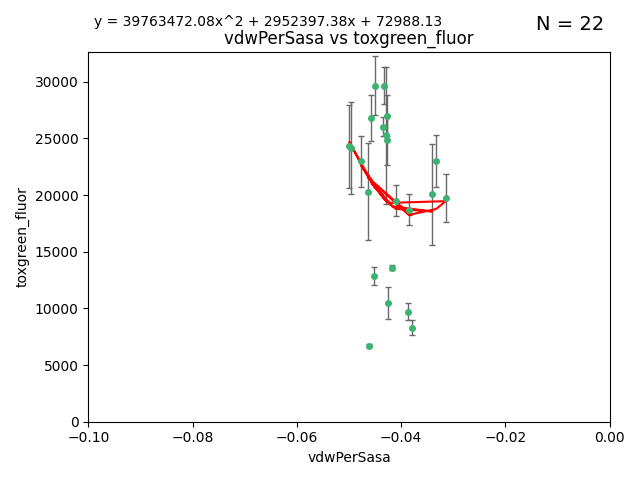 y = 39763472.08x^2 + 2952397.38x + 72988.13
N = 22
vdwPerSasa vs toxgreen_fluor
30000
25000
20000
15000
10000
5000
0
toxgreen_fluor
−0.10
−0.08
−0.06
−0.04
−0.02
0.00
vdwPerSasa